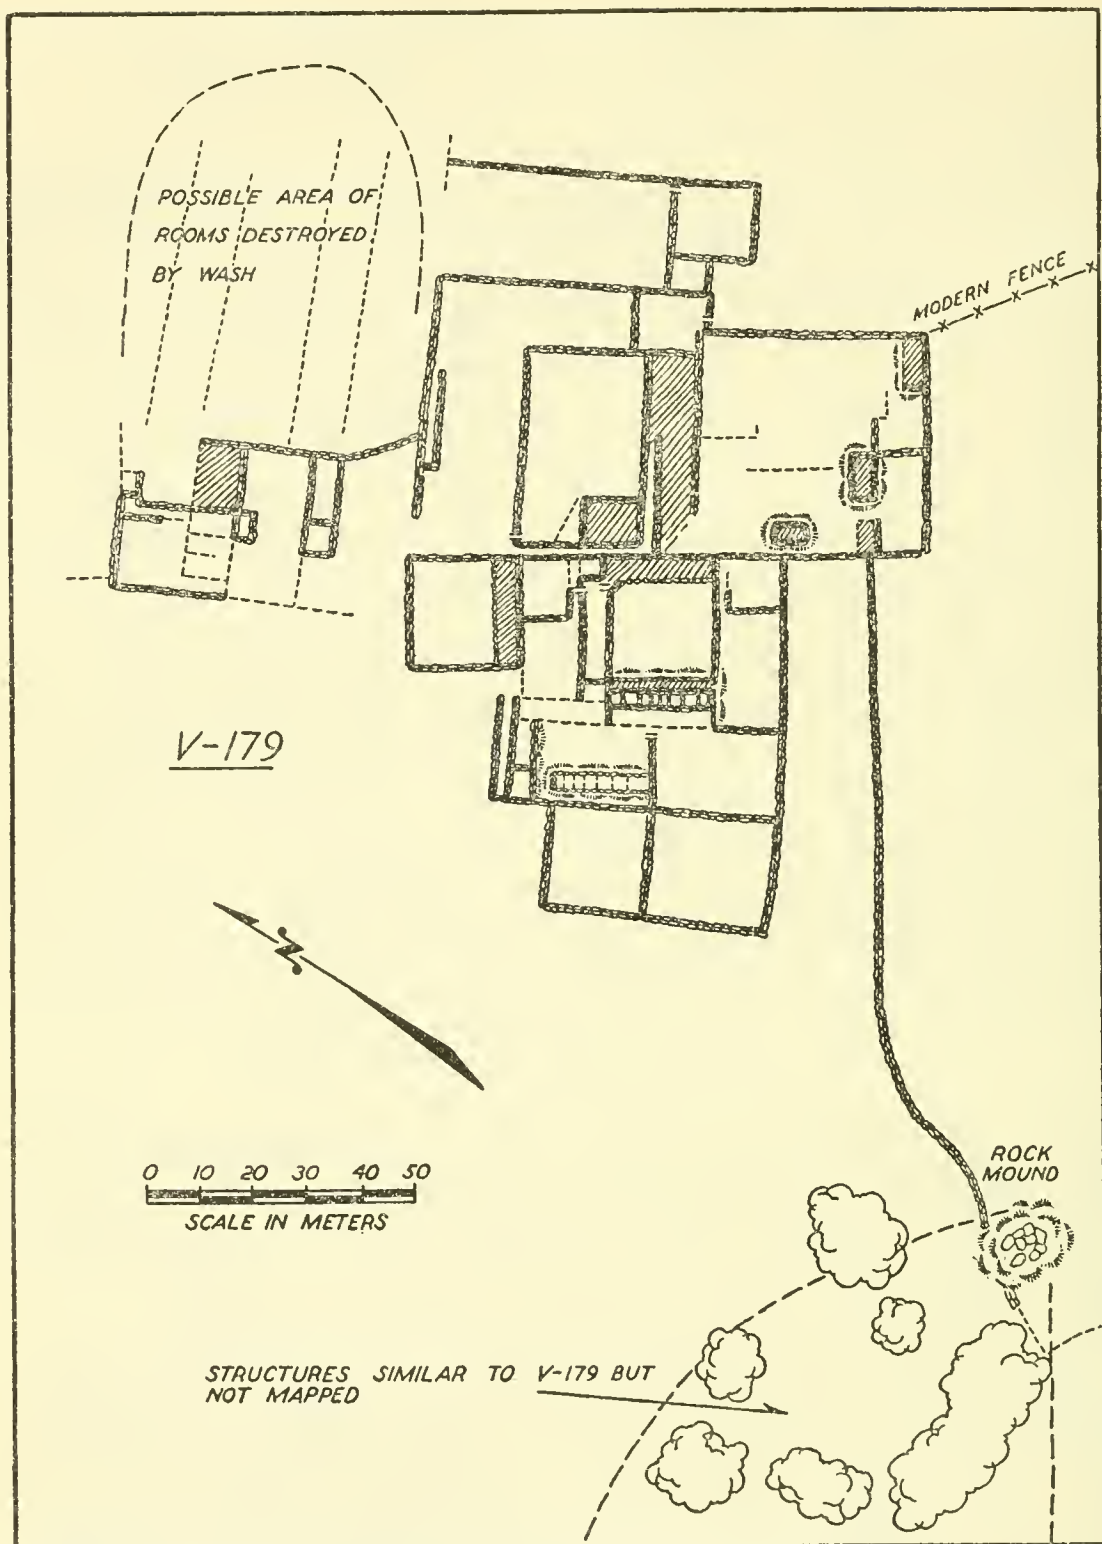 POSSIBLE AREA OF
ROOMS DESTROYED
BY WASH
MODERN FENCE
V-179
N
0 10 20 30 40 50
SCALE IN METERS
ROCK
MOUND
STRUCTURES SIMILAR TO V-179 BUT
NOT MAPPED